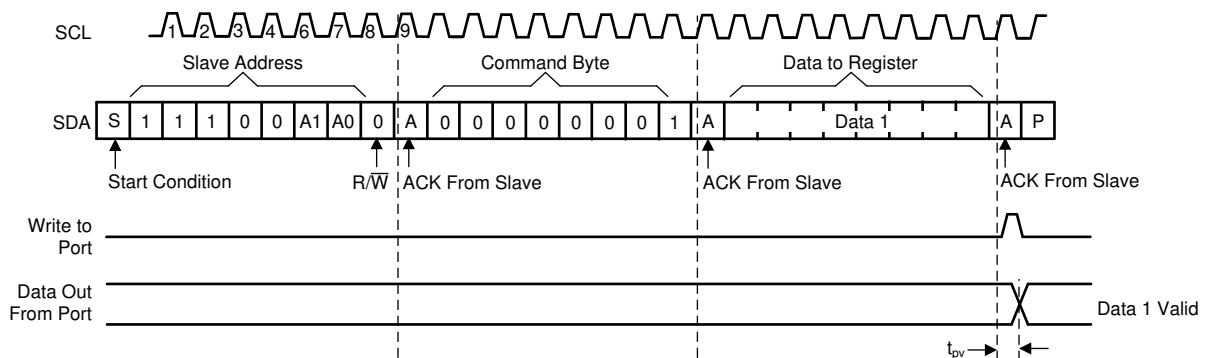 SCL 1 2 3 4 6 7 8 9
Slave Address Command Byte Data to Register
SDA S 1 1 1 0 0 A1 A0 0 A 0 0 0 0 0 0 0 1 A Data 1 A P
Start Condition R/W̅ ACK From Slave ACK From Slave ACK From Slave
Write to
Port
Data Out
From Port
Data 1 Valid
tpv